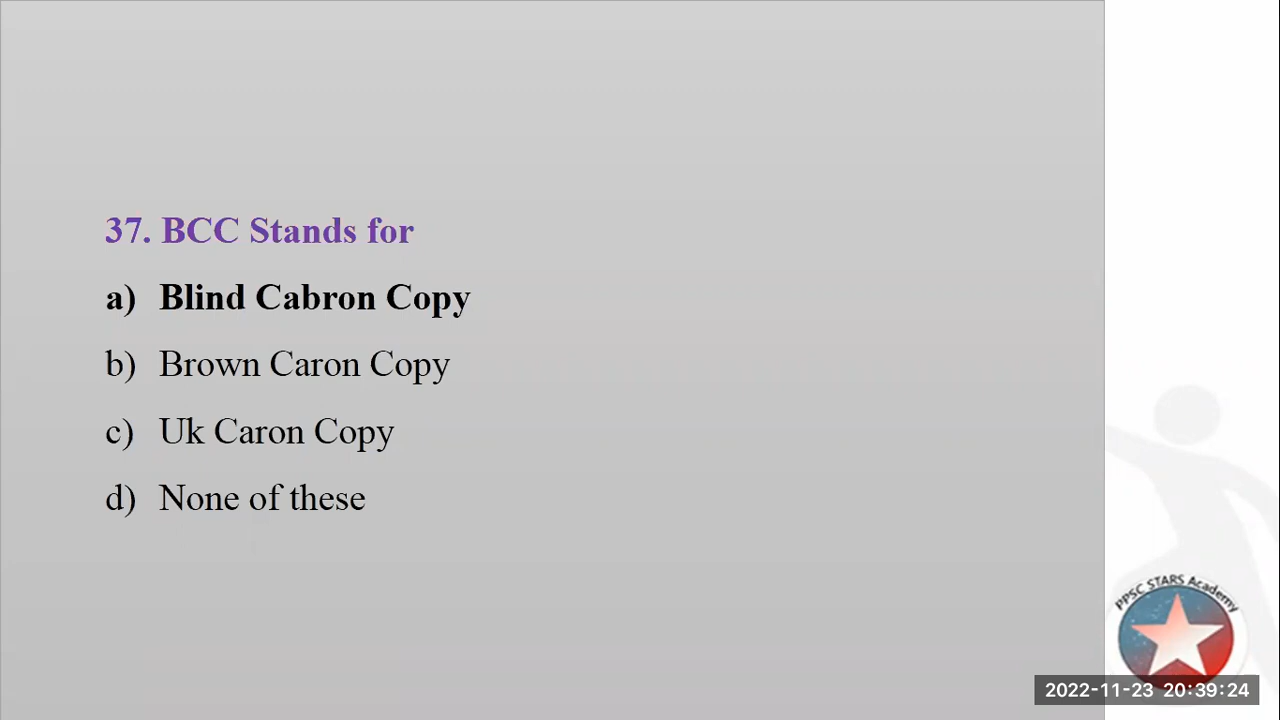 37. BCC Stands for
a) Blind Cabron Copy
b) Brown Caron Copy
c) Uk Caron Copy
d) None of these
PPSC STARS Academy
2022-11-23 20:39:24